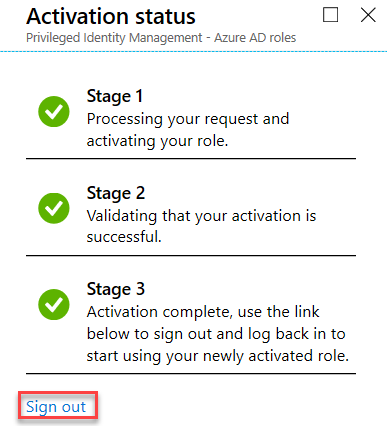 Activation status
Privileged Identity Management - Azure AD roles
Stage 1
Processing your request and
activating your role.
Stage 2
Validating that your activation is
successful.
Stage 3
Activation complete, use the link
below to sign out and log back in to
start using your newly activated role.
Sign out